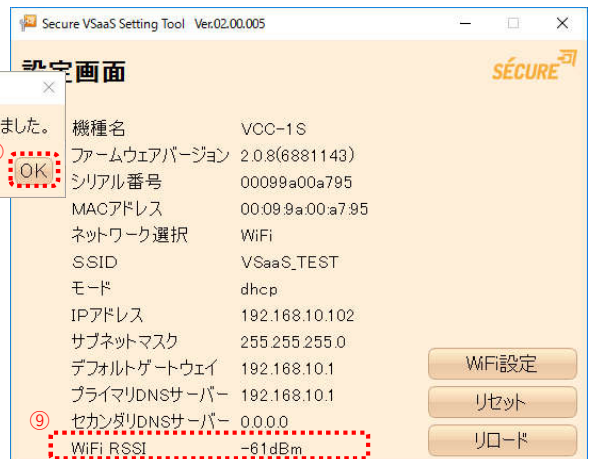 Secure VSaaS Setting Tool Ver.02.00.005
設定画面
SÉCURE
ました。
OK
機種名 VCC-1S
ファームウェアバージョン 2.0.8(6881143)
シリアル番号 00099a00a795
MACアドレス 00:09:9a:00:a7:95
ネットワーク選択 WiFi
SSID VSaaS_TEST
モード dhcp
IPアドレス 192.168.10.102
サブネットマスク 255.255.255.0
デフォルトゲートウェイ 192.168.10.1
プライマリDNSサーバー 192.168.10.1
セカンダリDNSサーバー 0.0.0.0
⑨
WiFi RSSI -61dBm
WiFi設定
リセット
リロード